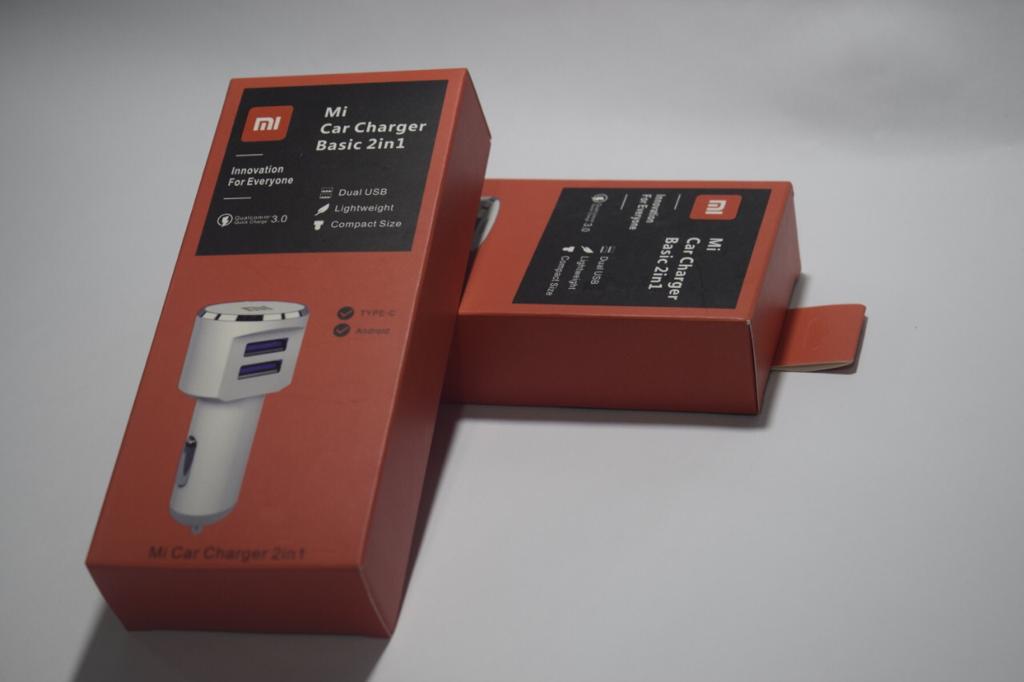 mi
Mi
Car Charger
Basic 2in1
Innovation
For Everyone
Dual USB
Lightweight
Compact Size
Qualcomm
Quick Charge 3.0
TYPE-C
Android
Mi Car Charger 2in1
mi
Mi
Car Charger
Basic 2in1
Innovation
For Everyone
Dual USB
Lightweight
Compact Size
3.0